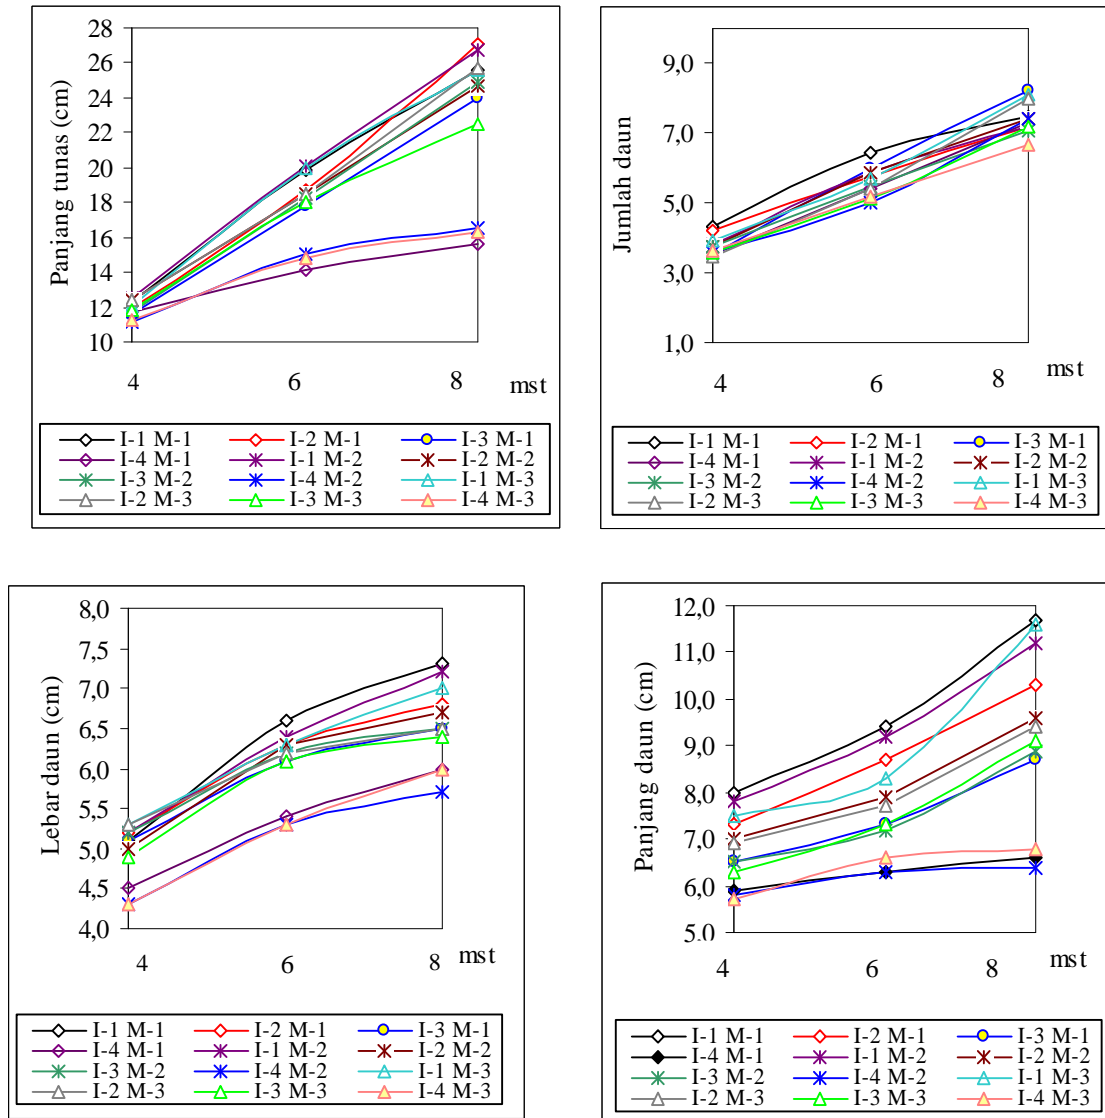 Panjang tunas (cm)
28
26
24
22
20
18
16
14
12
10
4 6 8 mst
I-1 M-1 I-2 M-1 I-3 M-1
I-4 M-1 I-1 M-2 I-2 M-2
I-3 M-2 I-4 M-2 I-1 M-3
I-2 M-3 I-3 M-3 I-4 M-3
Jumlah daun
9,0
7,0
5,0
3,0
1,0
4 6 8 mst
I-1 M-1 I-2 M-1 I-3 M-1
I-4 M-1 I-1 M-2 I-2 M-2
I-3 M-2 I-4 M-2 I-1 M-3
I-2 M-3 I-3 M-3 I-4 M-3
Lebar daun (cm)
8,0
7,5
7,0
6,5
6,0
5,5
5,0
4,5
4,0
4 6 8 mst
I-1 M-1 I-2 M-1 I-3 M-1
I-4 M-1 I-1 M-2 I-2 M-2
I-3 M-2 I-4 M-2 I-1 M-3
I-2 M-3 I-3 M-3 I-4 M-3
Panjang daun (cm)
12,0
11,0
10,0
9,0
8,0
7,0
6,0
5,0
4 6 8 mst
I-1 M-1 I-2 M-1 I-3 M-1
I-4 M-1 I-1 M-2 I-2 M-2
I-3 M-2 I-4 M-2 I-1 M-3
I-2 M-3 I-3 M-3 I-4 M-3